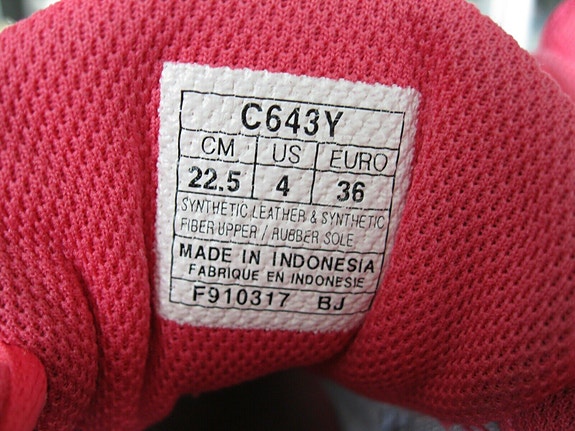 C643Y
CM US EURO
22.5 4 36
SYNTHETIC LEATHER & SYNTHETIC
FIBER UPPER / RUBBER SOLE
MADE IN INDONESIA
FABRIQUE EN INDONESIE
F910317 BJ